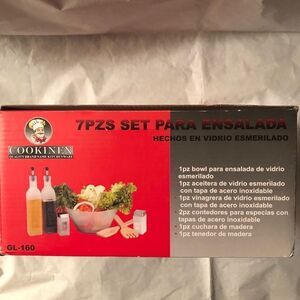 7PZS SET PARA ENSALADA
HECHOS EN VIDRIO ESMERILADO
COOKINEX
QUALITY BRAND NAME KITCHENWARE
1pz bowl para ensalada de vidrio
esmerilado
1pz aceitera de vidrio esmerilado
con tapa de acero inoxidable
1pz vinagrera de vidrio esmerilado
con tapa de acero inoxidable
2pz contedores para especias con
tapas de acero inoxidable
1pz cuchara de madera
1pz tenedor de madera
GL-160